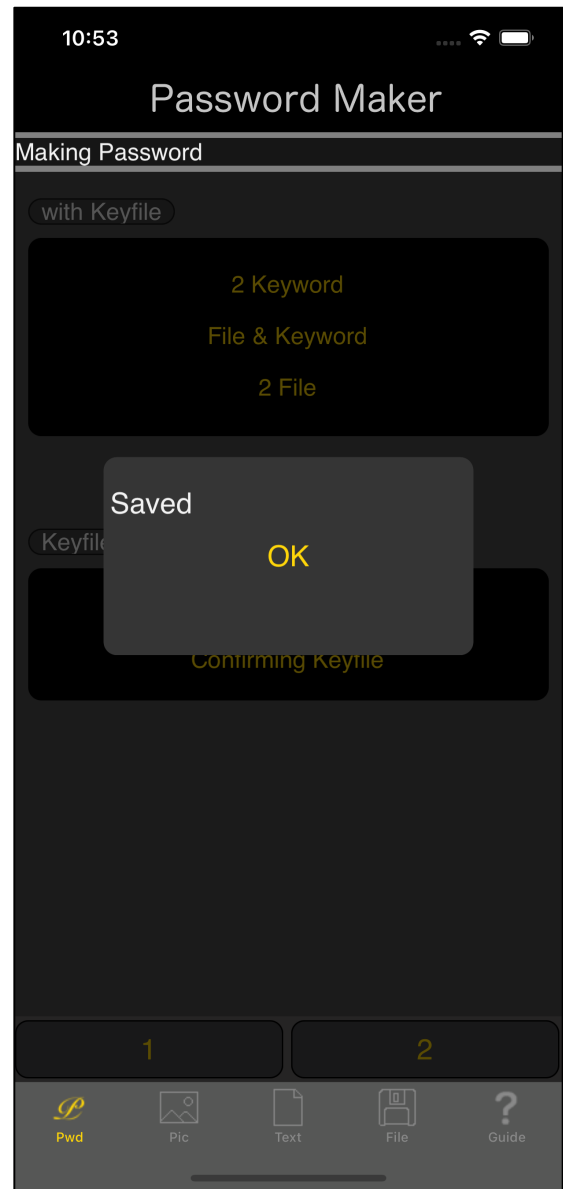 10:53
Password Maker
Making Password
with Keyfile
2 Keyword
File & Keyword
2 File
Saved
OK
Keyfile
Confirming Keyfile
1
2
Pwd
Pic
Text
File
Guide